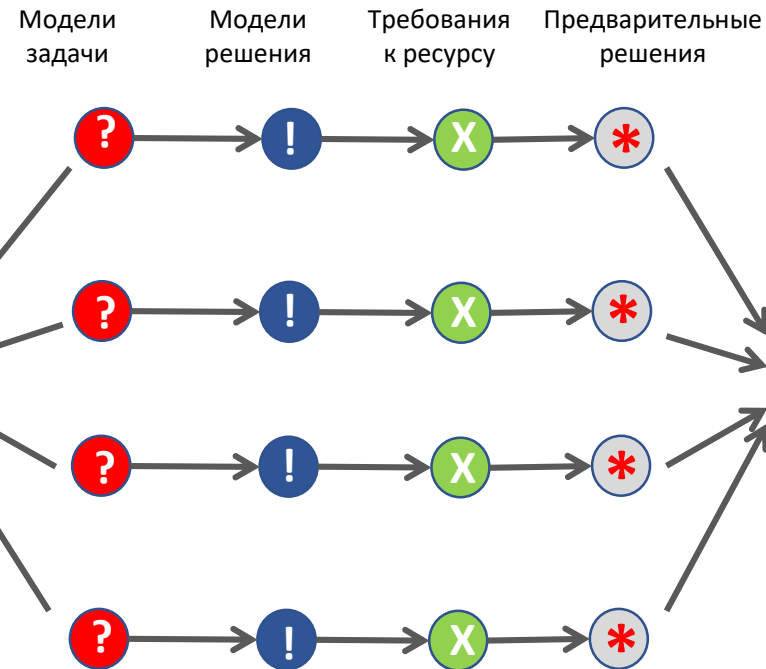 Модели
задачи
Модели
решения
Требования
к ресурсу
Предварительные
решения
? ! X *
? ! X *
? ! X *
? ! X *